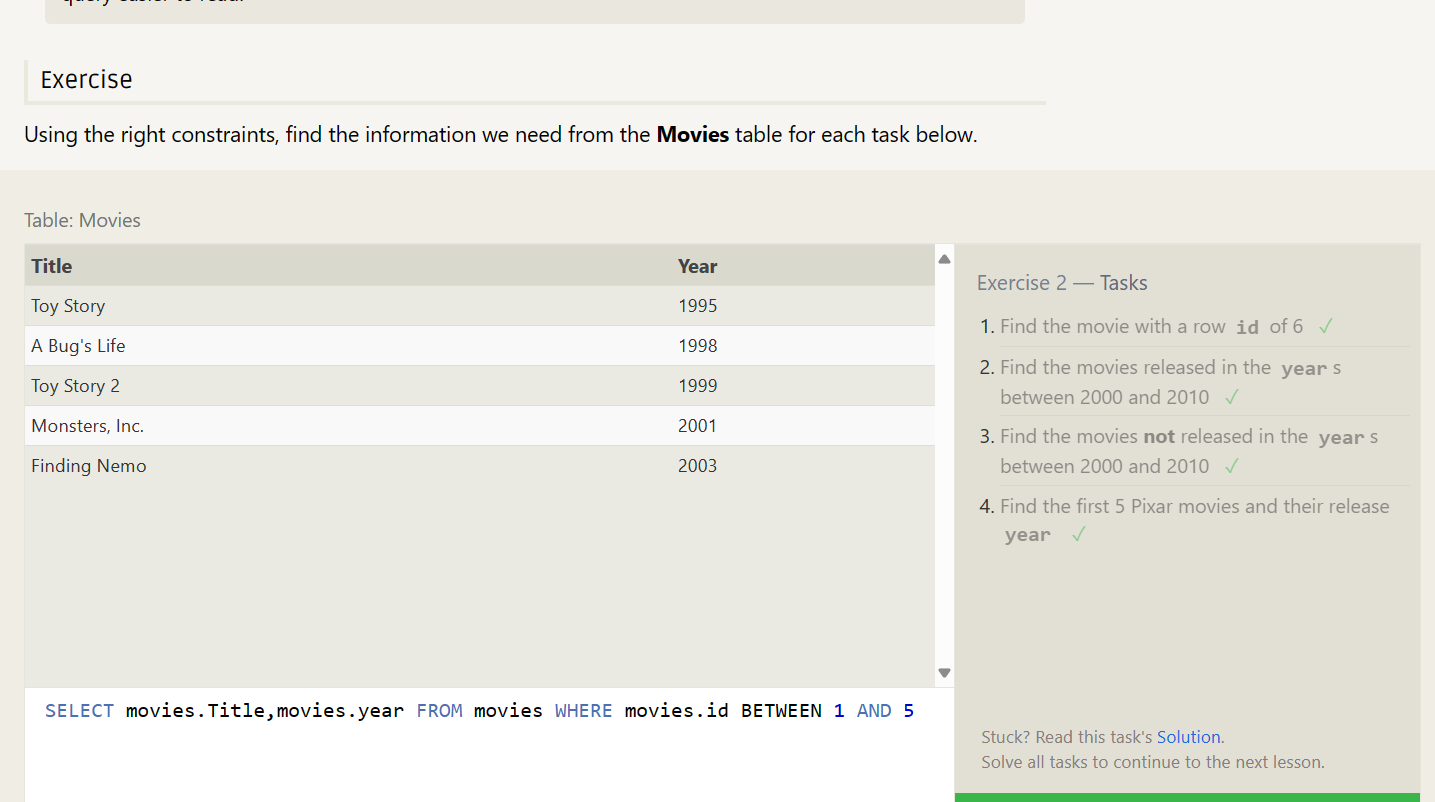 query easier to read.
Exercise
Using the right constraints, find the information we need from the Movies table for each task below.
Table: Movies
Title Year
Toy Story 1995
A Bug's Life 1998
Toy Story 2 1999
Monsters, Inc. 2001
Finding Nemo 2003
SELECT movies.Title,movies.year FROM movies WHERE movies.id BETWEEN 1 AND 5
Exercise 2 — Tasks
1. Find the movie with a row id of 6 ✓
2. Find the movies released in the year s
between 2000 and 2010 ✓
3. Find the movies not released in the year s
between 2000 and 2010 ✓
4. Find the first 5 Pixar movies and their release
year ✓
Stuck? Read this task's Solution.
Solve all tasks to continue to the next lesson.